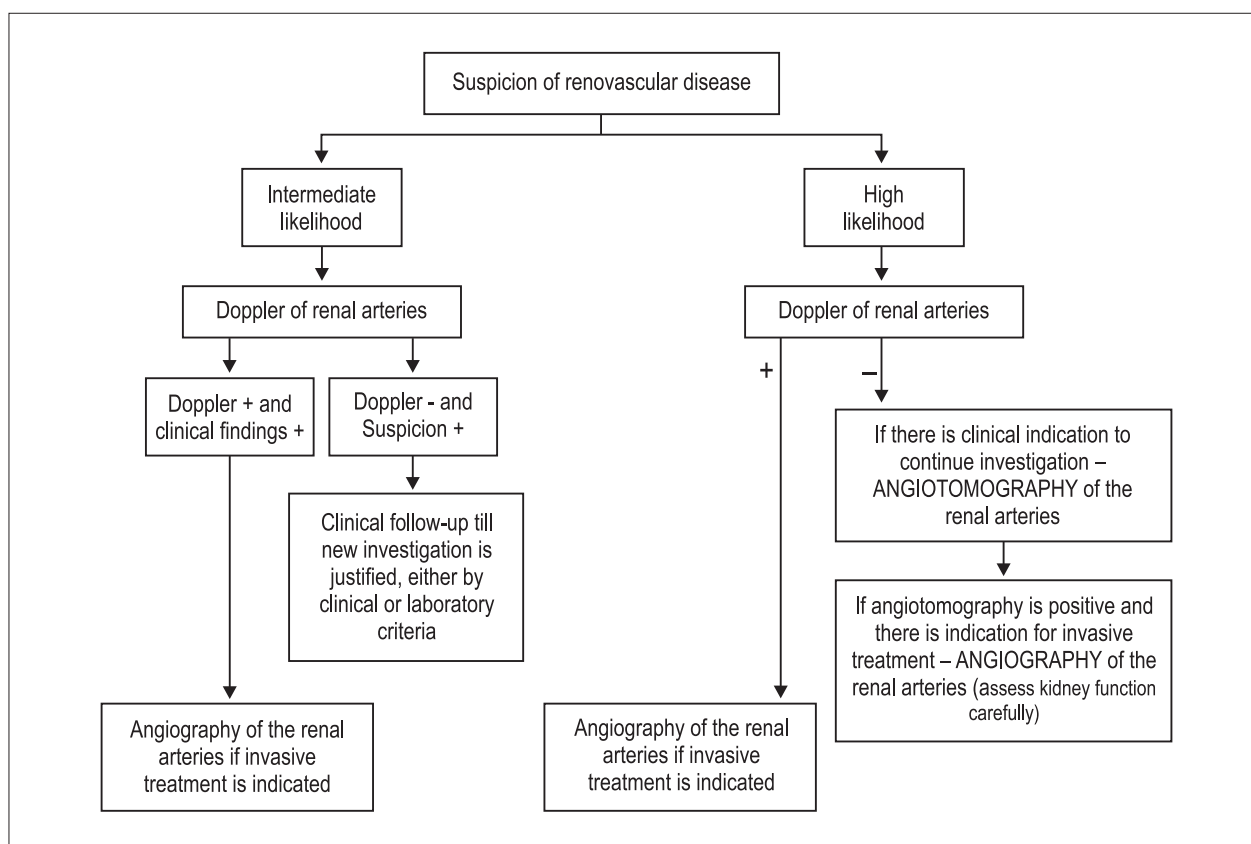 Suspicion of renovascular disease
Intermediate
likelihood
High
likelihood
Doppler of renal arteries
Doppler of renal arteries
+
–
Doppler + and
clinical findings +
Doppler - and
Suspicion +
If there is clinical indication to
continue investigation –
ANGIOTOMOGRAPHY of the
renal arteries
Clinical follow-up till
new investigation is
justified, either by
clinical or laboratory
criteria
If angiotomography is positive and
there is indication for invasive
treatment – ANGIOGRAPHY of the
renal arteries (assess kidney function
carefully)
Angiography of the renal
arteries if invasive
treatment is indicated
Angiography of the renal
arteries if invasive
treatment is indicated